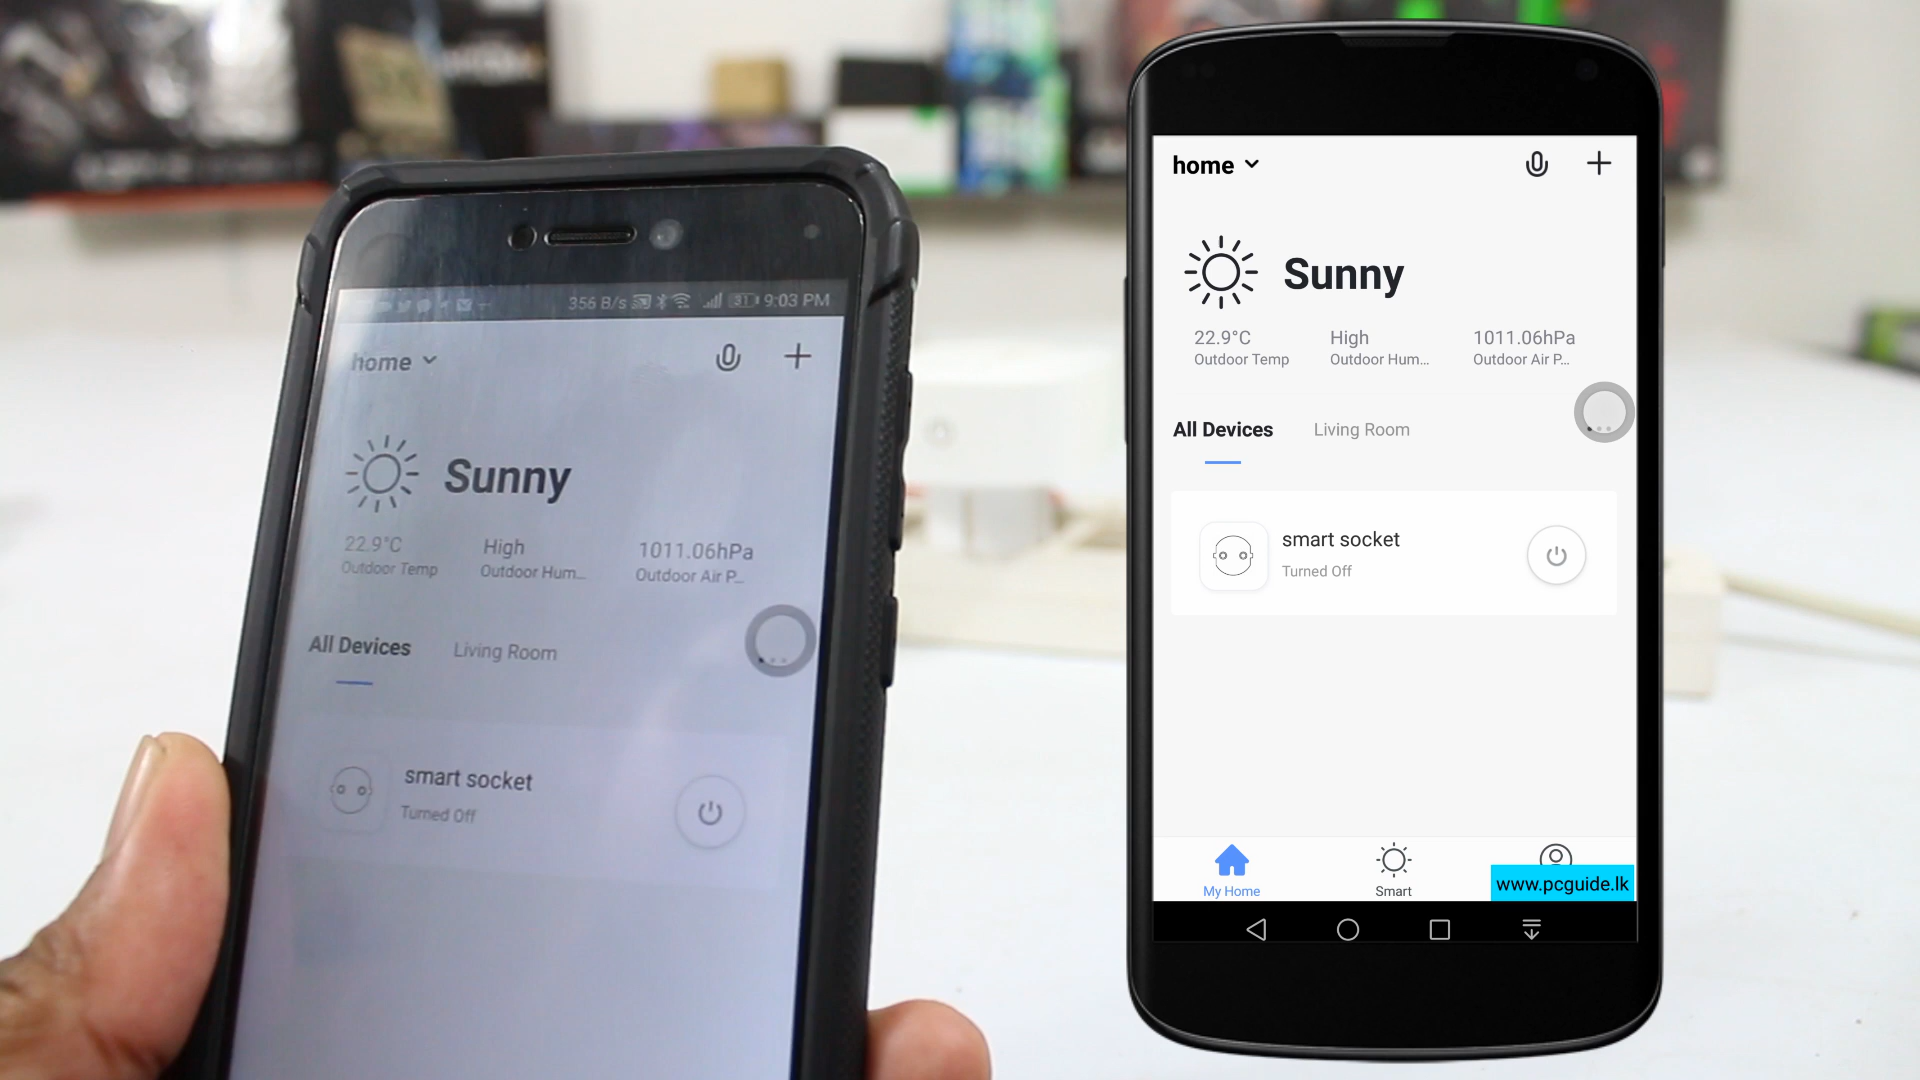 356 B/s 31 9:03 PM
home
Sunny
22.9°C High 1011.06hPa
Outdoor Temp Outdoor Hum... Outdoor Air P...
All Devices Living Room
smart socket
Turned Off
home
Sunny
22.9°C High 1011.06hPa
Outdoor Temp Outdoor Hum... Outdoor Air P...
All Devices Living Room
smart socket
Turned Off
My Home Smart
www.pcguide.lk